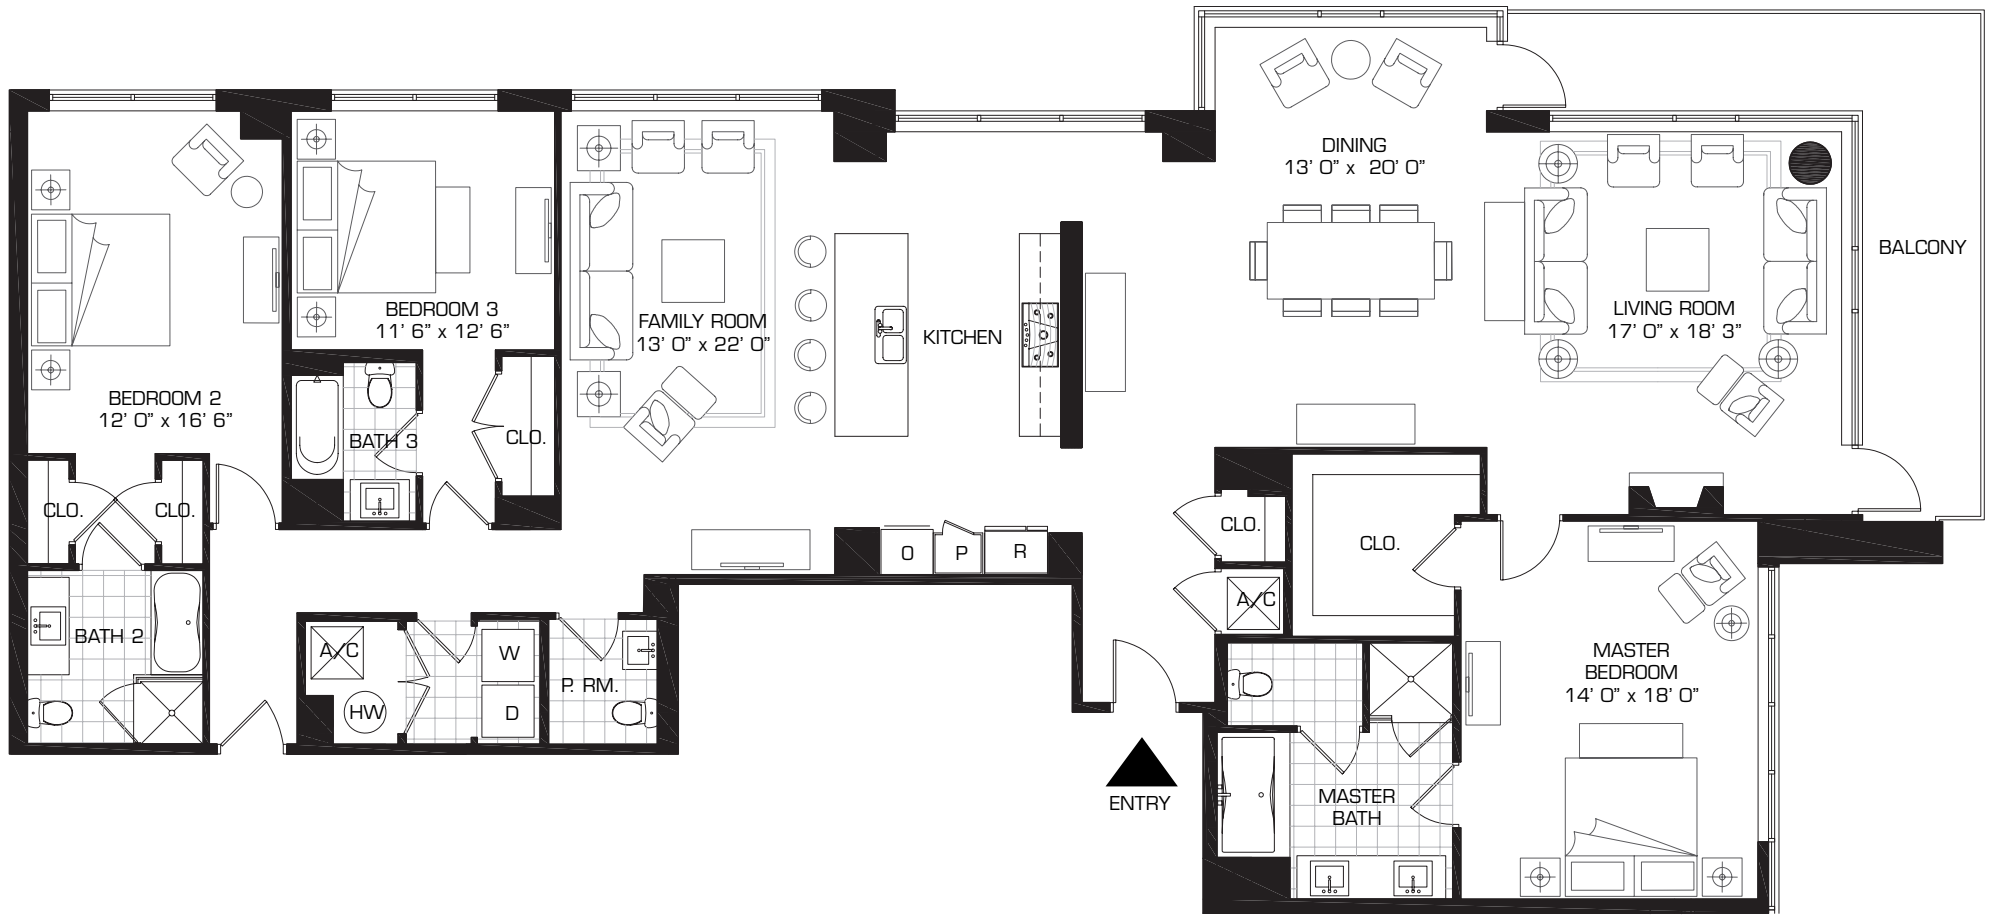 DINING
13' 0" x 20' 0"
BALCONY
BEDROOM 3
11' 6" x 12' 6"
FAMILY ROOM
13' 0" x 22' 0"
KITCHEN
LIVING ROOM
17' 0" x 18' 3"
BEDROOM 2
12' 0" x 16' 6"
BATH 3
CLO.
CLO.
CLO.
CLO.
CLO.
O
P
R
A/C
BATH 2
A/C
W
HW
D
P. RM.
MASTER
BEDROOM
14' 0" x 18' 0"
ENTRY
MASTER
BATH